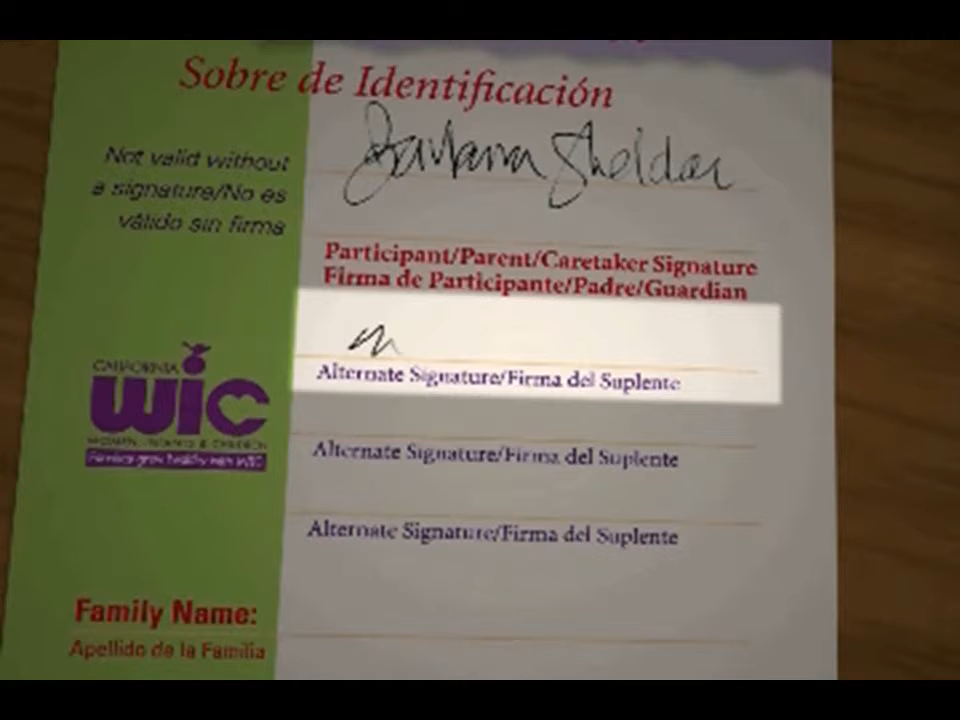 Sobre de Identificación
Not valid without
a signature/No es
válido sin firma
Participant/Parent/Caretaker Signature
Firma de Participante/Padre/Guardian
Alternate Signature/Firma del Suplente
CALIFORNIA
WIC
WOMEN, INFANTS & CHILDREN
Families grow healthy with WIC
Alternate Signature/Firma del Suplente
Alternate Signature/Firma del Suplente
Family Name:
Apellido de la Familia